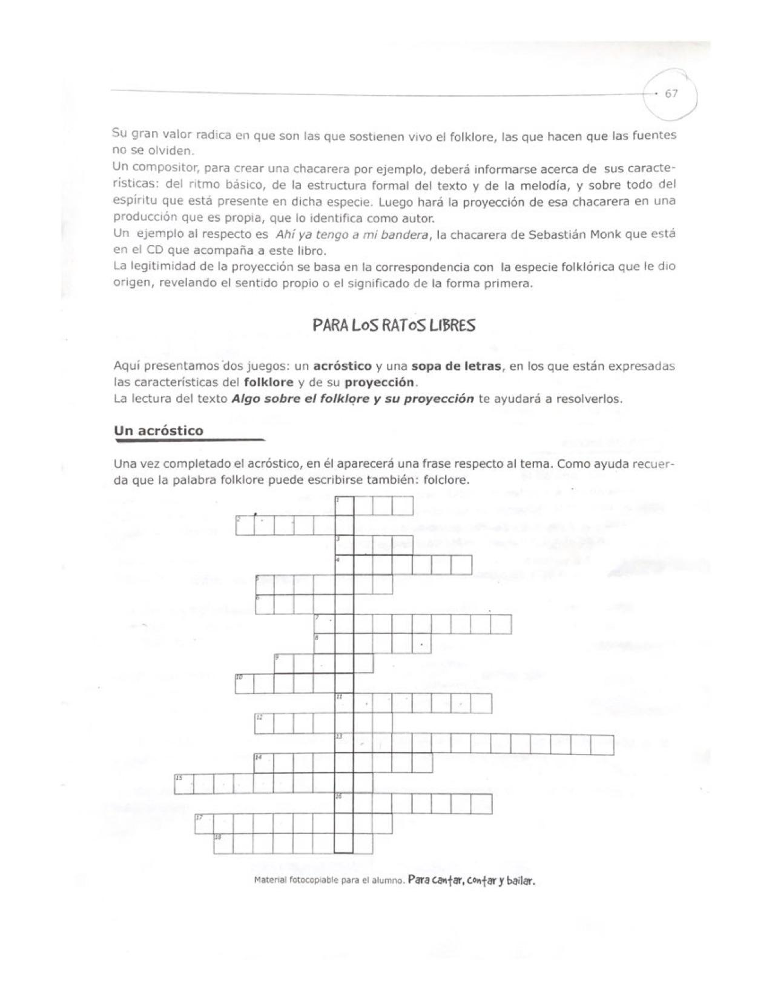 67
Su gran valor radica en que son las que sostienen vivo el folklore, las que hacen que las fuentes
no se olviden.
Un compositor, para crear una chacarera por ejemplo, deberá informarse acerca de sus caracte-
rísticas: del ritmo básico, de la estructura formal del texto y de la melodía, y sobre todo del
espíritu que está presente en dicha especie. Luego hará la proyección de esa chacarera en una
producción que es propia, que lo identifica como autor.
Un ejemplo al respecto es Ahí ya tengo a mi bandera, la chacarera de Sebastián Monk que está
en el CD que acompaña a este libro.
La legitimidad de la proyección se basa en la correspondencia con la especie folklórica que le dio
origen, revelando el sentido propio o el significado de la forma primera.
PARA LOS RATOS LIBRES
Aquí presentamos dos juegos: un acróstico y una sopa de letras, en los que están expresadas
las características del folklore y de su proyección.
La lectura del texto Algo sobre el folklore y su proyección te ayudará a resolverlos.
Un acróstico
Una vez completado el acróstico, en él aparecerá una frase respecto al tema. Como ayuda recuer-
da que la palabra folklore puede escribirse también: folclore.
1
2
3
4
5
6
7
8
9
10
11
12
13
14
15
16
17
18
Material fotocopiable para el alumno. Para cantar, contar y bailar.